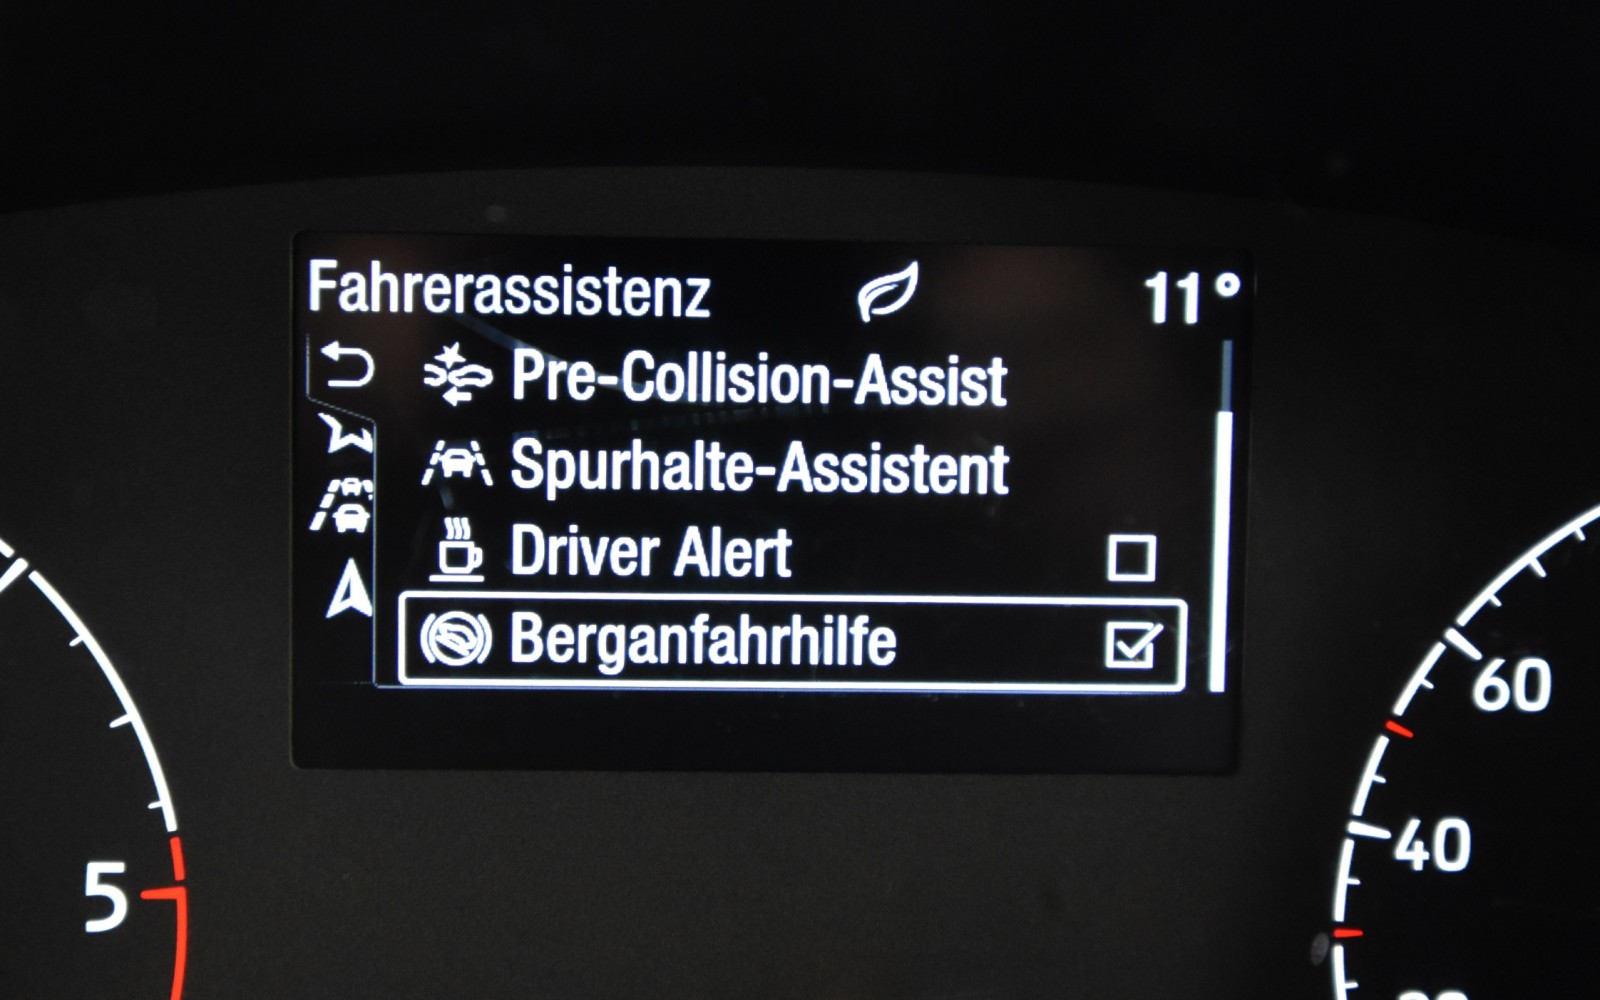 Fahrerassistenz 11°
Pre-Collision-Assist
Spurhalte-Assistent
Driver Alert
Berganfahrhilfe
5
60
40